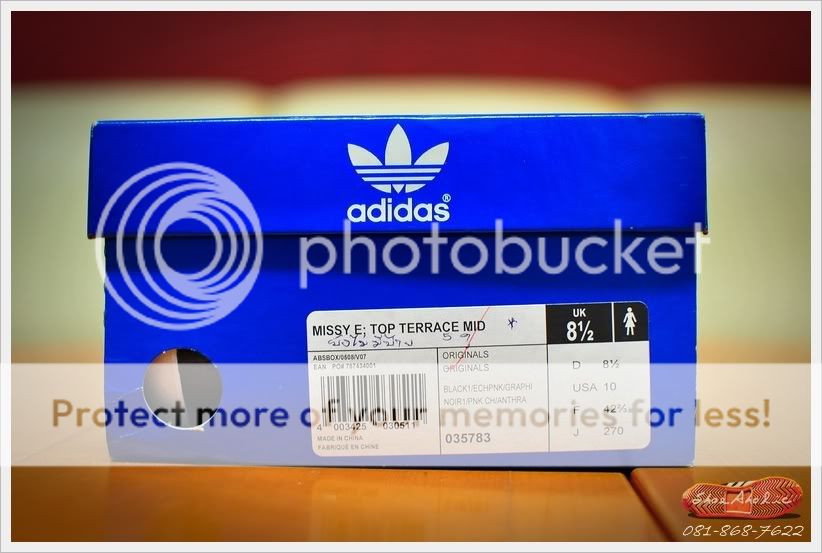 adidas®
photobucket
MISSY E; TOP TERRACE MID *
UK
8½
ABSBOX/0508/V07
EAN PO# 787434001
ORIGINALS
ORIGINALS
BLACK1/ECHPNK/GRAPHI
NOIR1/PNK CH/ANTHRA
035783
D 8½
USA 10
F 42⅔
J 270
4 003425 030511
MADE IN CHINA
FABRIQUÉ EN CHINE
Protect more of your memories for less!
ShoeAholic
081-868-7622